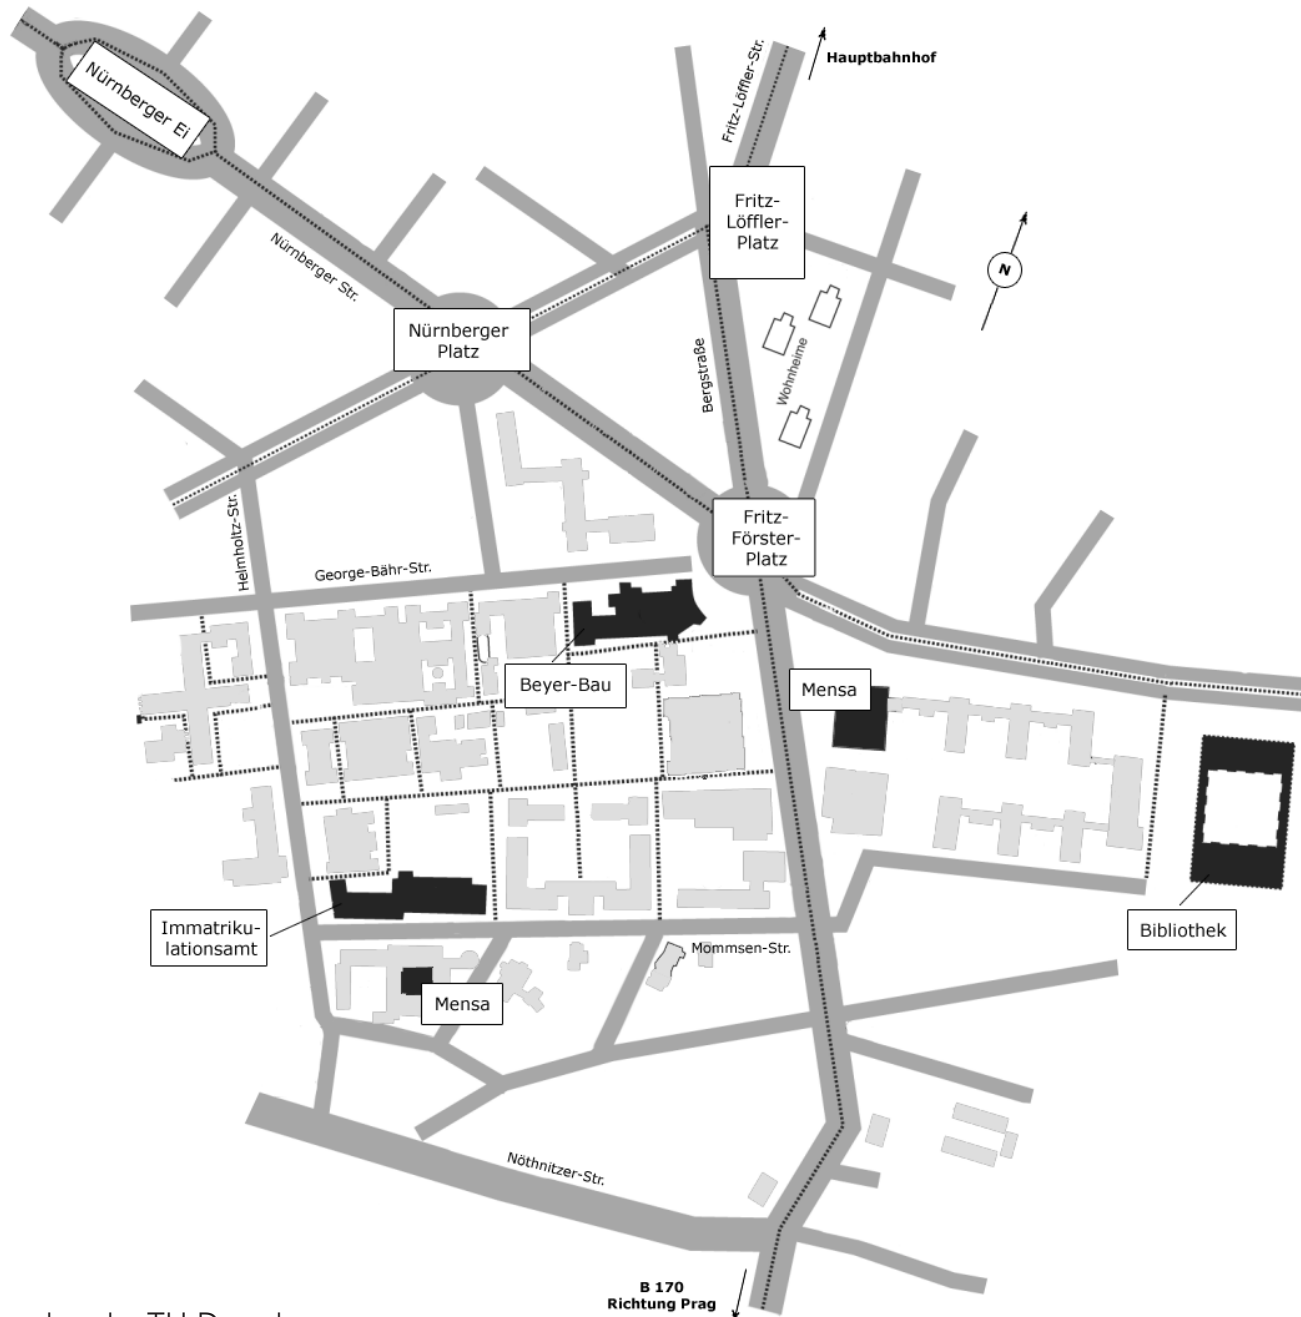 Hauptbahnhof
Fritz-Löffler-Str.
Nürnberger Ei
Fritz-
Löffler-
Platz
Nürnberger Str.
N
Nürnberger
Platz
Bergstraße
Wohnheime
Helmholtz-Str.
Fritz-
Förster-
Platz
George-Bähr-Str.
Beyer-Bau
Mensa
Immatriku-
lationsamt
Bibliothek
Mommsen-Str.
Mensa
Nöthnitzer-Str.
B 170
Richtung Prag